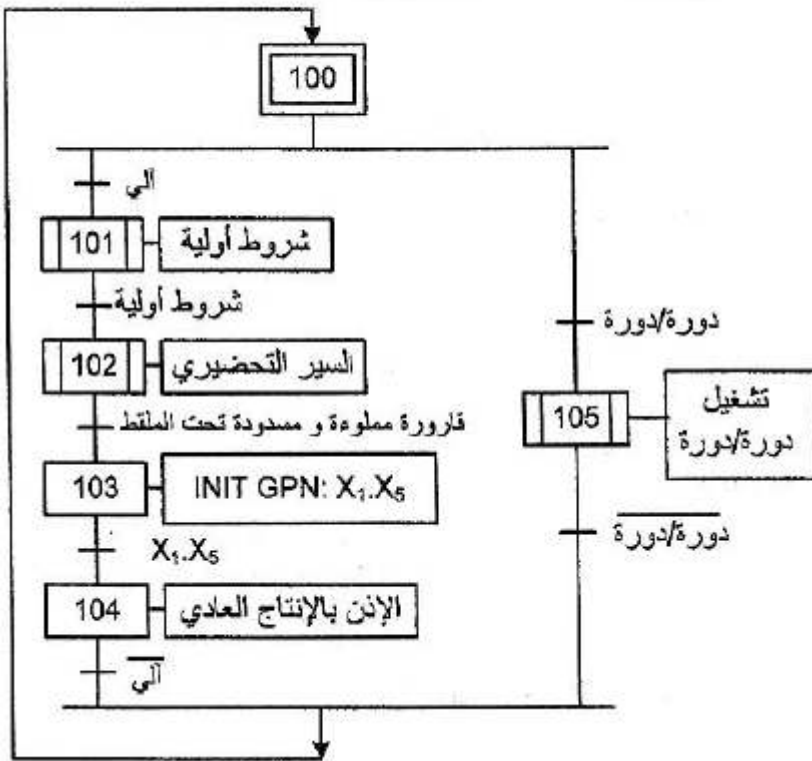 100
آلي
101
شروط أولية
شروط أولية
دورة/دورة
102
السير التحضيري
105
تشغيل
دورة/دورة
قارورة مملوءة و مسدودة تحت الملقط
103
INIT GPN: X₁.X₅
دورة/دورة
X₁.X₅
104
الإذن بالإنتاج العادي
آلي